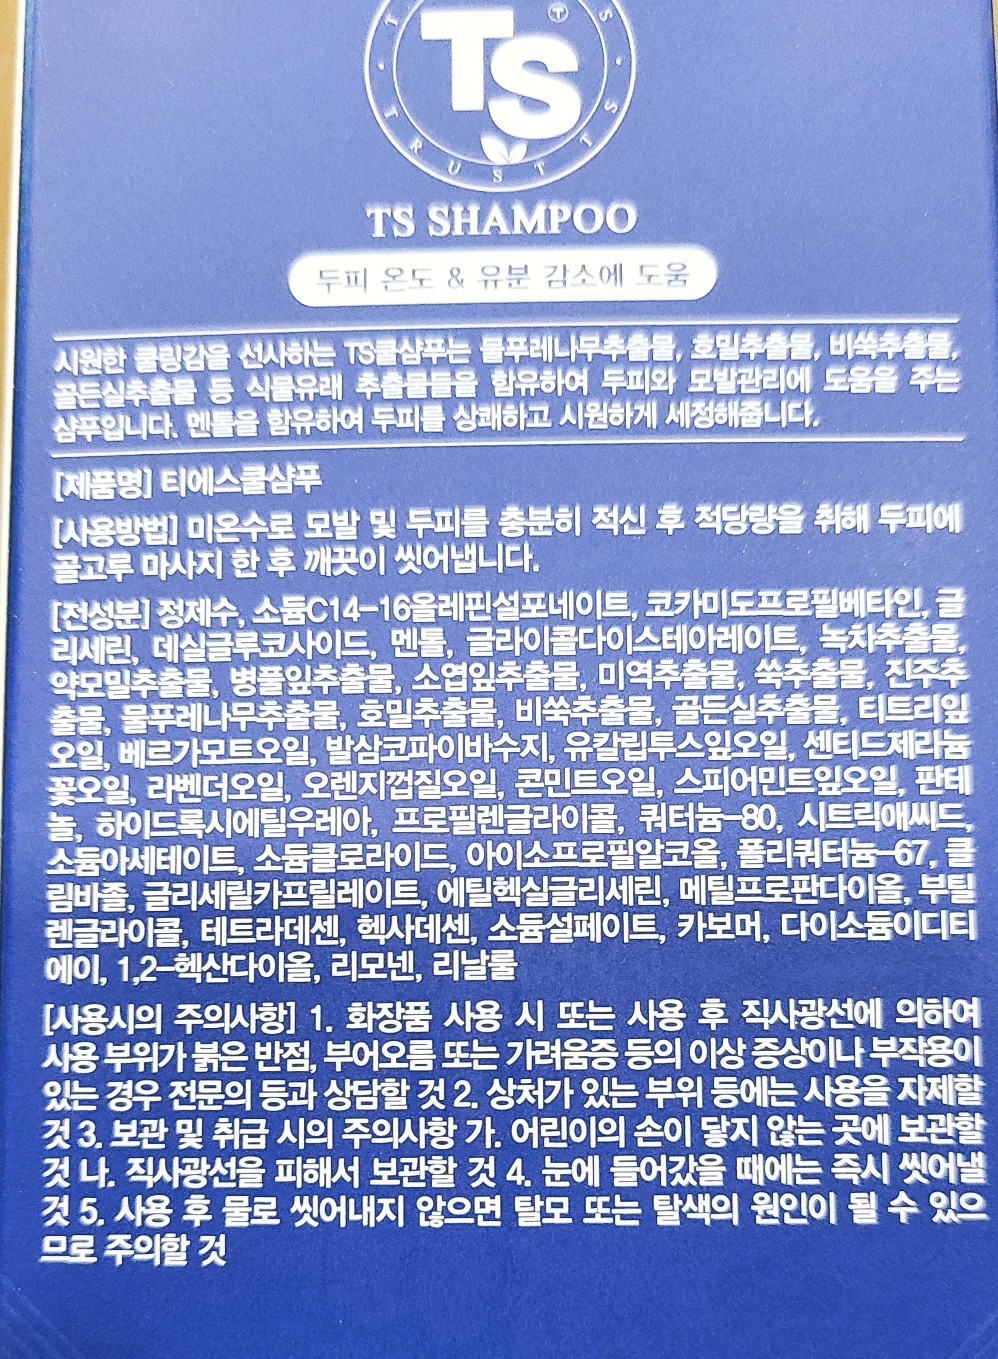 TS
TRUST TS
TS SHAMPOO
두피 온도 & 유분 감소에 도움
시원한 쿨링감을 선사하는 TS쿨샴푸는 물푸레나무추출물, 호밀추출물, 비쑥추출물,
골든실추출물 등 식물유래 추출물들을 함유하여 두피와 모발관리에 도움을 주는
샴푸입니다. 멘톨을 함유하여 두피를 상쾌하고 시원하게 세정해줍니다.
[제품명] 티에스쿨샴푸
[사용방법] 미온수로 모발 및 두피를 충분히 적신 후 적당량을 취해 두피에
골고루 마사지 한 후 깨끗이 씻어냅니다.
[전성분] 정제수, 소듐C14-16올레핀설포네이트, 코카미도프로필베타인, 글
리세린, 데실글루코사이드, 멘톨, 글라이콜다이스테아레이트, 녹차추출물,
약모밀추출물, 병풀잎추출물, 소엽잎추출물, 미역추출물, 쑥추출물, 진주추
출물, 물푸레나무추출물, 호밀추출물, 비쑥추출물, 골든실추출물, 티트리잎
오일, 베르가모트오일, 발삼코파이바수지, 유칼립투스잎오일, 센티드제라늄
꽃오일, 라벤더오일, 오렌지껍질오일, 콘민트오일, 스피어민트잎오일, 판테
놀, 하이드록시에틸우레아, 프로필렌글라이콜, 쿼터늄-80, 시트릭애씨드,
소듐아세테이트, 소듐클로라이드, 아이소프로필알코올, 폴리쿼터늄-67, 클
림바졸, 글리세릴카프릴레이트, 에틸헥실글리세린, 메틸프로판다이올, 부틸
렌글라이콜, 테트라데센, 헥사데센, 소듐설페이트, 카보머, 다이소듐이디티
에이, 1,2-헥산다이올, 리모넨, 리날룰
[사용시의 주의사항] 1. 화장품 사용 시 또는 사용 후 직사광선에 의하여
사용 부위가 붉은 반점, 부어오름 또는 가려움증 등의 이상 증상이나 부작용이
있는 경우 전문의 등과 상담할 것 2. 상처가 있는 부위 등에는 사용을 자제할
것 3. 보관 및 취급 시의 주의사항 가. 어린이의 손이 닿지 않는 곳에 보관할
것 나. 직사광선을 피해서 보관할 것 4. 눈에 들어갔을 때에는 즉시 씻어낼
것 5. 사용 후 물로 씻어내지 않으면 탈모 또는 탈색의 원인이 될 수 있으
므로 주의할 것